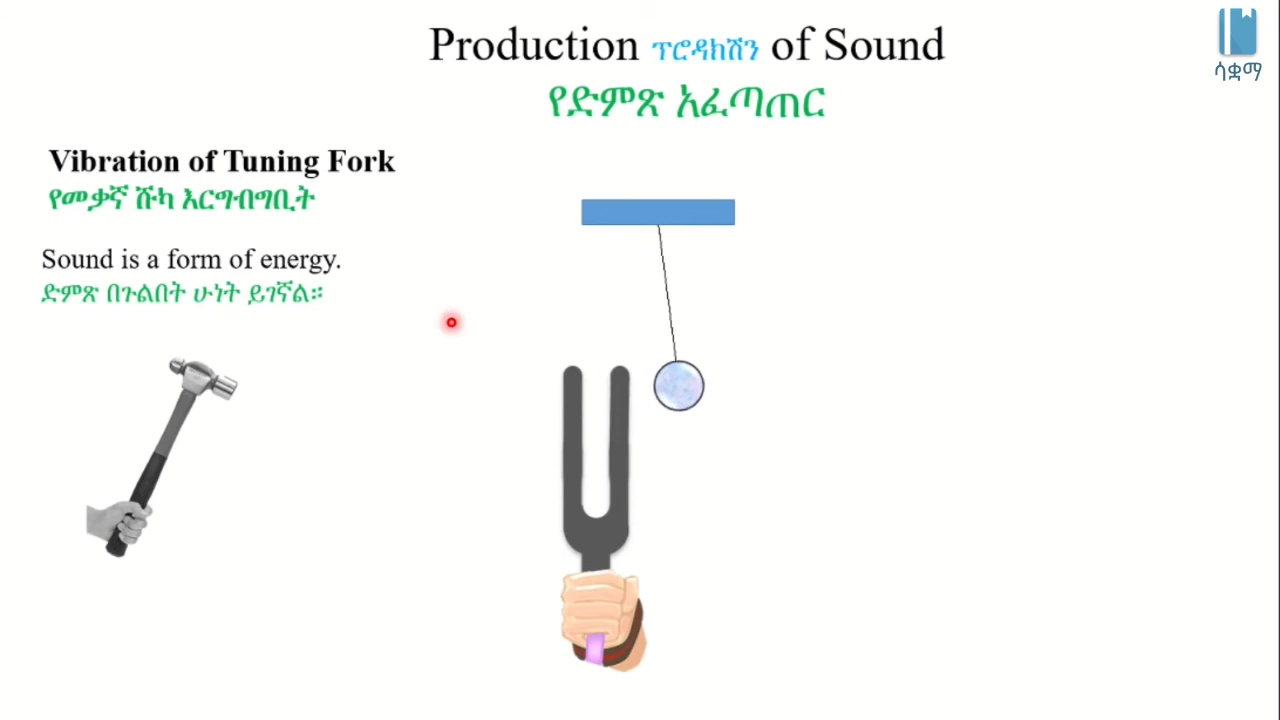 Production ፕሮዳክሽን of Sound
የድምጽ አፈጣጠር
ሳቋማ
Vibration of Tuning Fork
የመቃኛ ሹካ እርግብግቢት
Sound is a form of energy.
ድምጽ በጉልበት ሁነት ይገኛል።